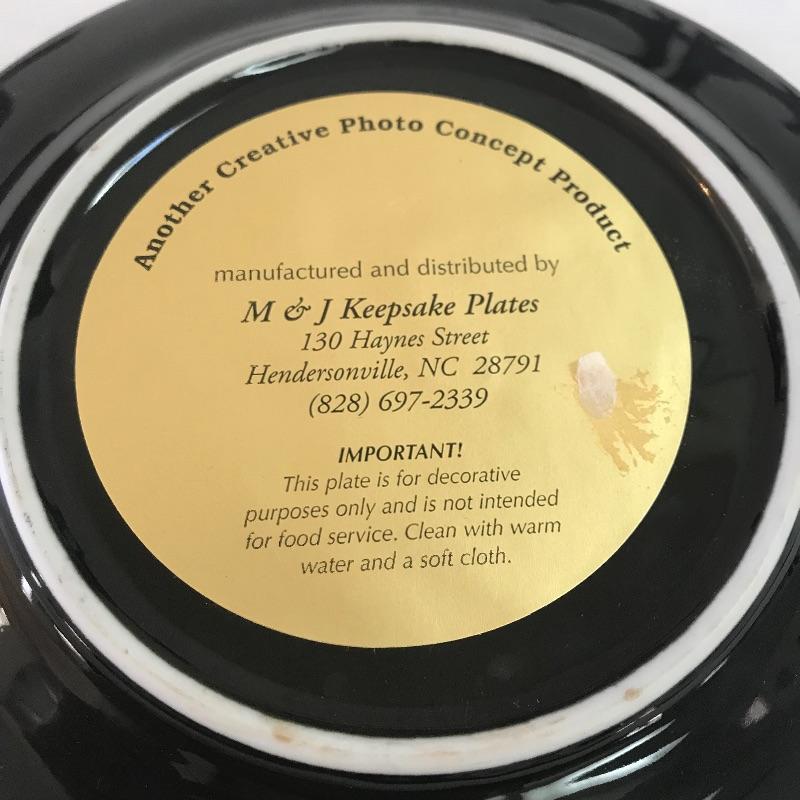 Another Creative Photo Concept Product
manufactured and distributed by
M & J Keepsake Plates
130 Haynes Street
Hendersonville, NC 28791
(828) 697-2339
IMPORTANT!
This plate is for decorative
purposes only and is not intended
for food service. Clean with warm
water and a soft cloth.